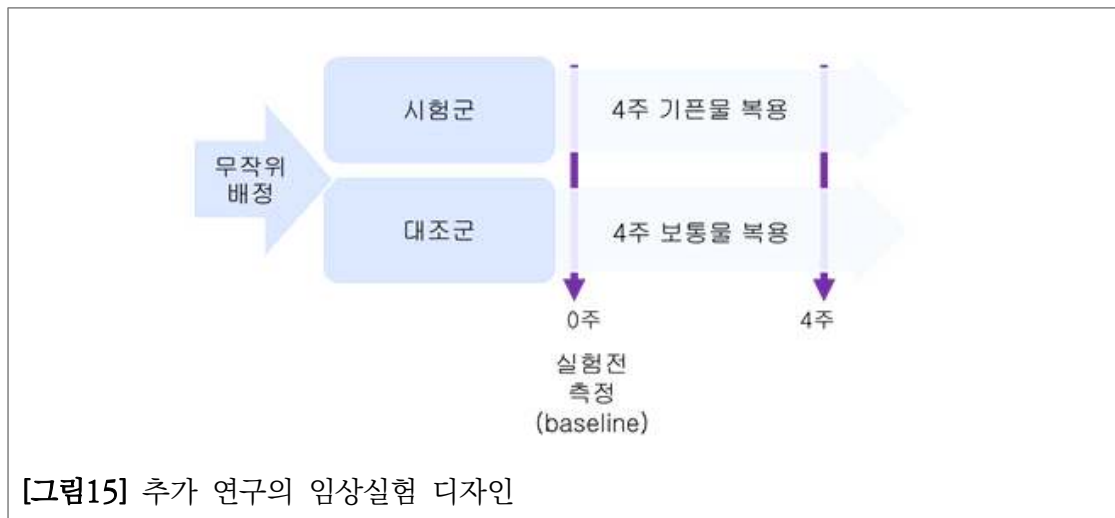 무작위
배정
시험군
4주 기픈물 복용
대조군
4주 보통물 복용
0주
4주
실험전
측정
(baseline)
[그림15] 추가 연구의 임상실험 디자인